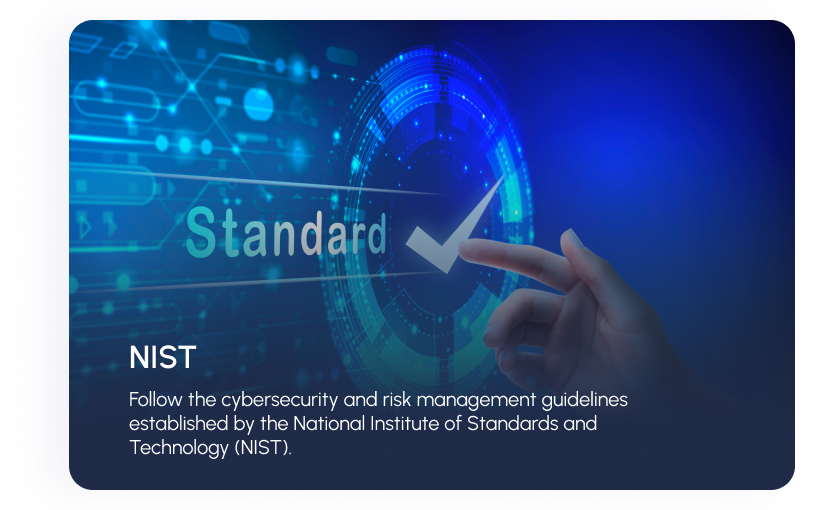 Standard
NIST
Follow the cybersecurity and risk management guidelines
established by the National Institute of Standards and
Technology (NIST).